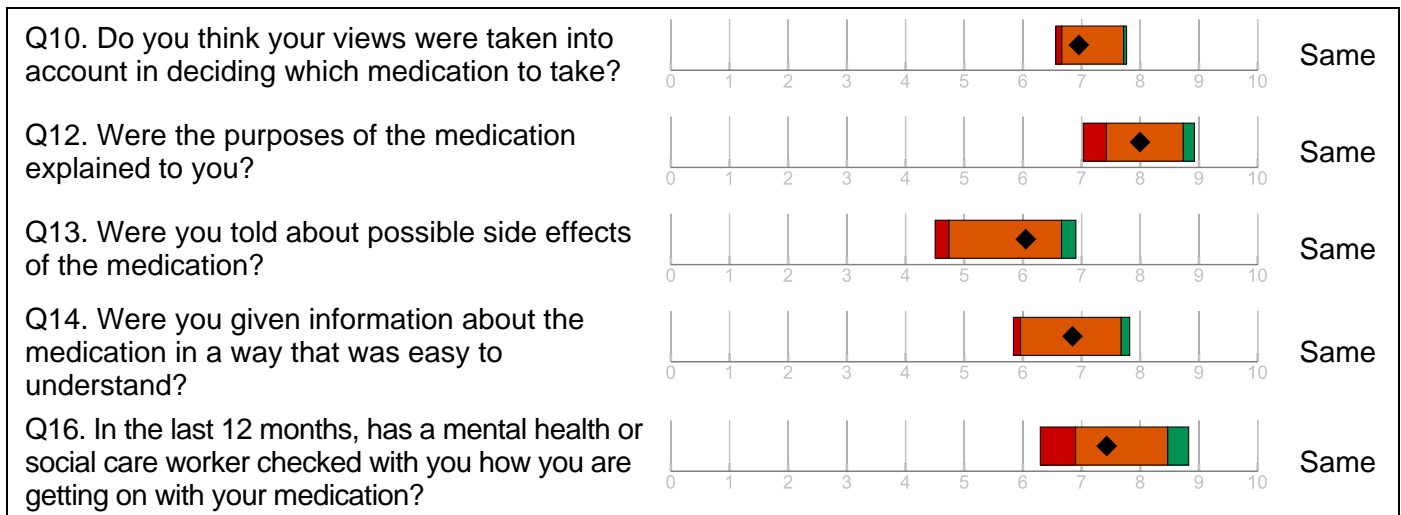 Q10. Do you think your views were taken into
account in deciding which medication to take?
0 1 2 3 4 5 6 7 8 9 10
Same
Q12. Were the purposes of the medication
explained to you?
0 1 2 3 4 5 6 7 8 9 10
Same
Q13. Were you told about possible side effects
of the medication?
0 1 2 3 4 5 6 7 8 9 10
Same
Q14. Were you given information about the
medication in a way that was easy to
understand?
0 1 2 3 4 5 6 7 8 9 10
Same
Q16. In the last 12 months, has a mental health or
social care worker checked with you how you are
getting on with your medication?
0 1 2 3 4 5 6 7 8 9 10
Same